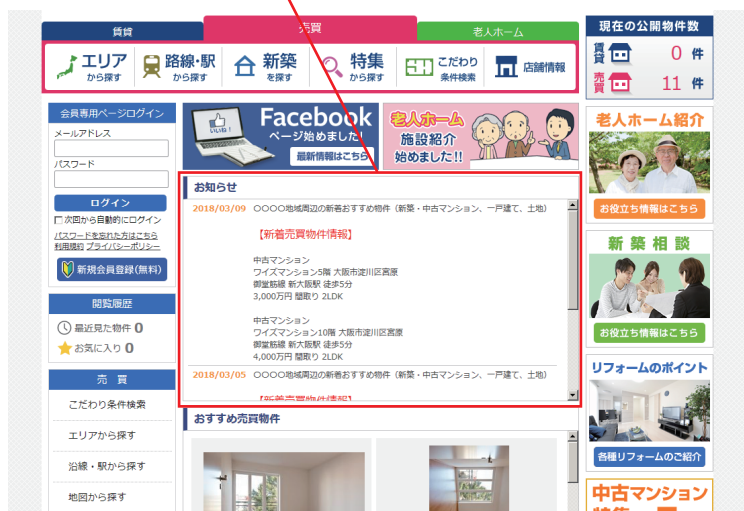 賃貸
売買
老人ホーム
エリア
から探す
路線・駅
から探す
新築
を探す
特集
から探す
こだわり
条件検索
店舗情報
現在の公開物件数
賃貸
0 件
売買
11 件
会員専用ページログイン
メールアドレス
パスワード
ログイン
次回から自動的にログイン
パスワードを忘れた方はこちら
利用規約 プライバシーポリシー
新規会員登録(無料)
閲覧履歴
最近見た物件 0
お気に入り 0
売 買
こだわり条件検索
エリアから探す
沿線・駅から探す
地図から探す
いいね!
Facebook
ページ始めました!
最新情報はこちら
老人ホーム
施設紹介
始めました!!
お知らせ
2018/03/09 〇〇〇〇地域周辺の新着おすすめ物件（新築・中古マンション、一戸建て、土地）
【新着売買物件情報】
中古マンション
ワイズマンション5階 大阪市淀川区宮原
御堂筋線 新大阪駅 徒歩5分
3,000万円 間取り 2LDK
中古マンション
ワイズマンション10階 大阪市淀川区宮原
御堂筋線 新大阪駅 徒歩5分
4,000万円 間取り 2LDK
2018/03/05 〇〇〇〇地域周辺の新着おすすめ物件（新築・中古マンション、一戸建て、土地）
【新着売買物件情報】
おすすめ売買物件
老人ホーム紹介
お役立ち情報はこちら
新築相談
お役立ち情報はこちら
リフォームのポイント
各種リフォームのご紹介
中古マンション